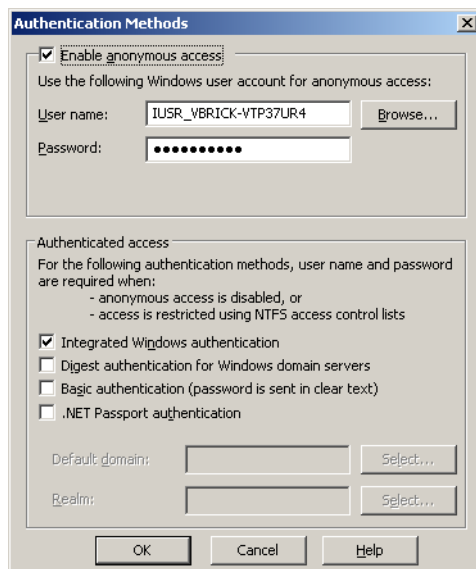 Authentication Methods
Enable anonymous access
Use the following Windows user account for anonymous access:
User name: IUSR_VBRICK-VTP37UR4 Browse...
Password: ●●●●●●●●●●
Authenticated access
For the following authentication methods, user name and password
are required when:
- anonymous access is disabled, or
- access is restricted using NTFS access control lists
Integrated Windows authentication
Digest authentication for Windows domain servers
Basic authentication (password is sent in clear text)
.NET Passport authentication
Default domain: Select...
Realm: Select...
OK Cancel Help